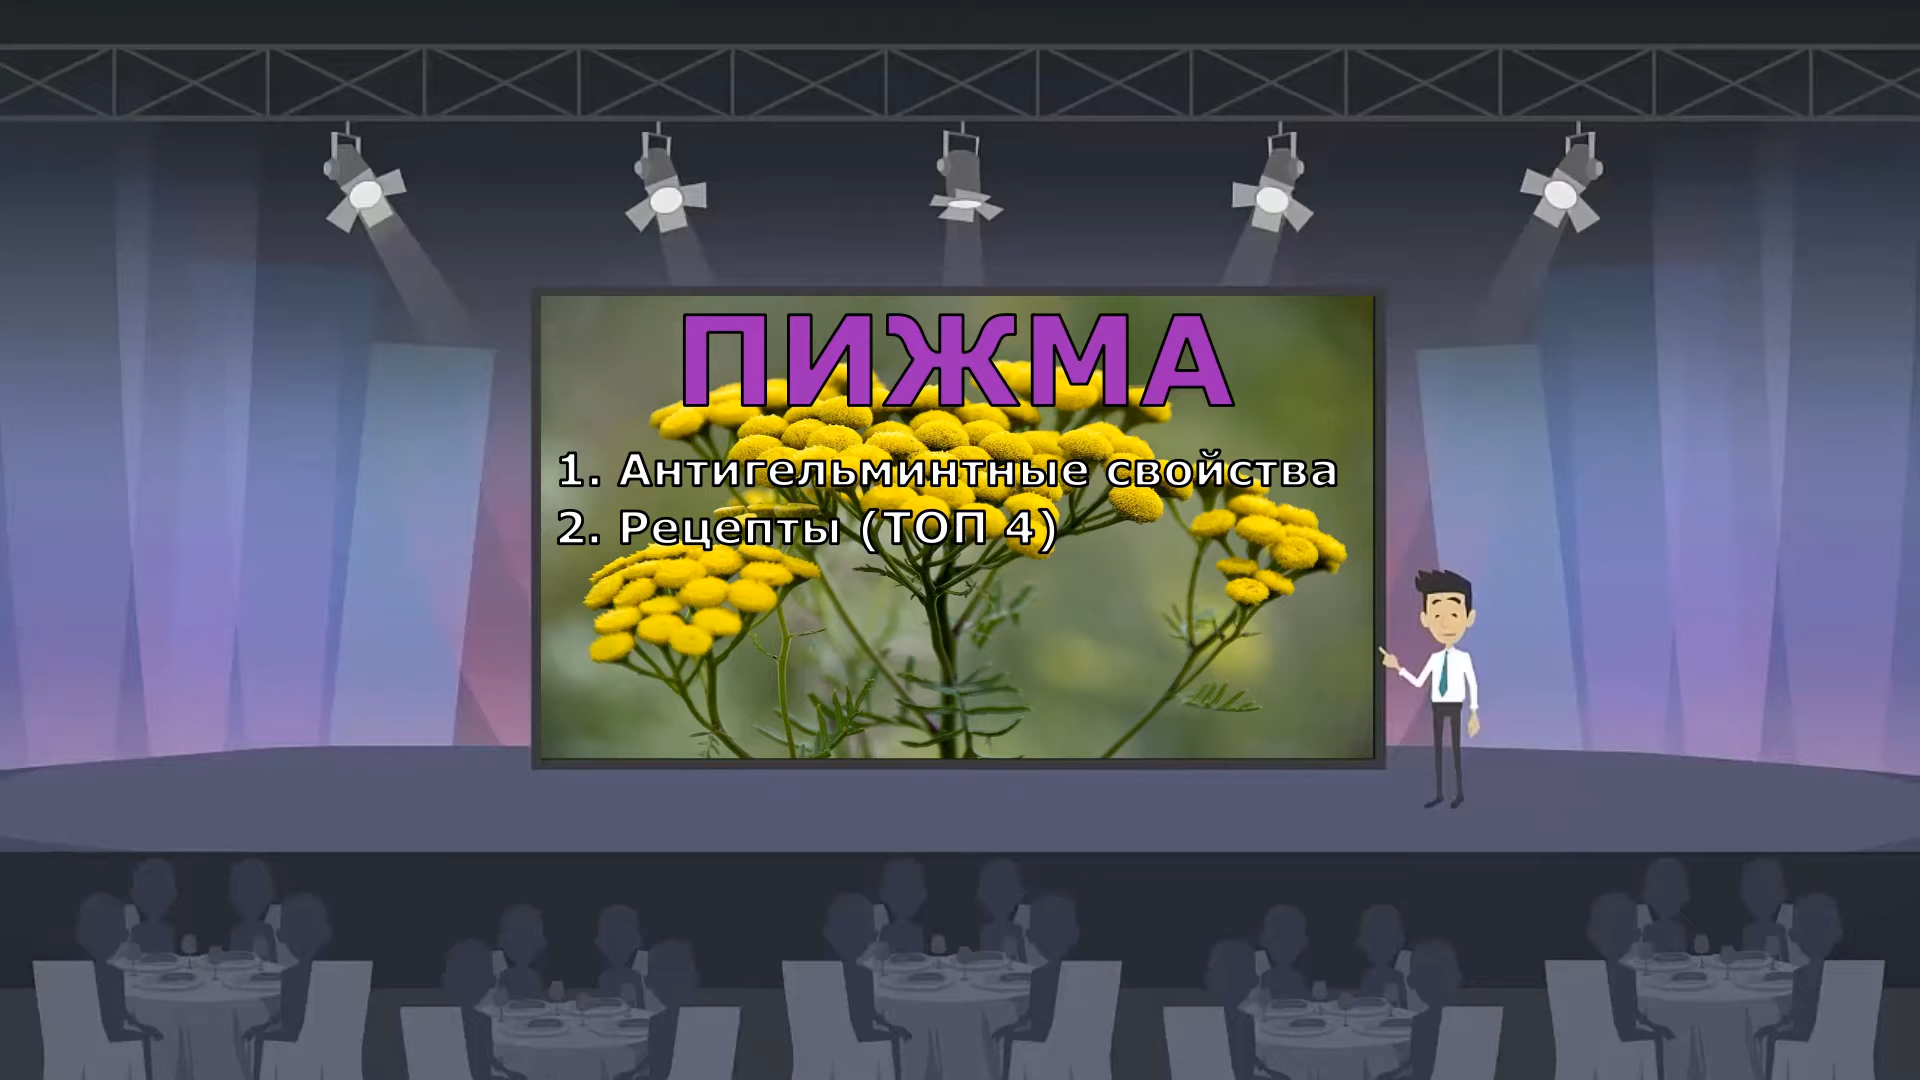 ПИЖМА
1. Антигельминтные свойства
2. Рецепты (ТОП 4)